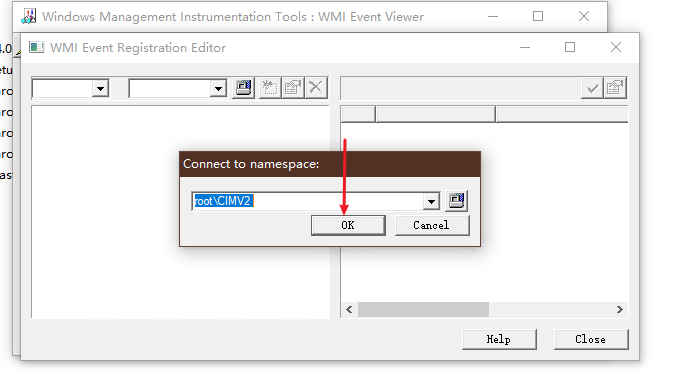 Windows Management Instrumentation Tools : WMI Event Viewer
WMI Event Registration Editor
Connect to namespace:
root\CIMV2
OK
Cancel
Help
Close